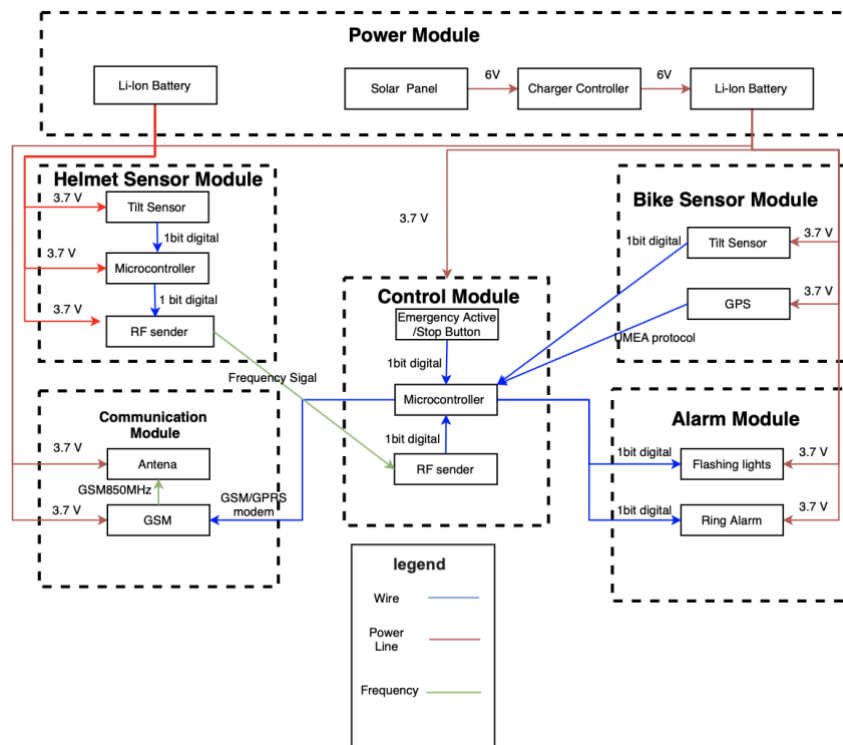 Power Module
Li-Ion Battery
Solar Panel
6V
Charger Controller
6V
Li-Ion Battery
Helmet Sensor Module
3.7 V
Tilt Sensor
1bit digital
3.7 V
Microcontroller
1 bit digital
3.7 V
RF sender
Frequency Sigal
3.7 V
Control Module
Emergency Active
/Stop Button
1bit digital
Microcontroller
1bit digital
RF sender
Bike Sensor Module
1bit digital
Tilt Sensor
3.7 V
GPS
3.7 V
UMEA protocol
Communication
Module
3.7 V
Antena
GSM850MHz
3.7 V
GSM
GSM/GPRS
modem
Alarm Module
1bit digital
Flashing lights
3.7 V
1bit digital
Ring Alarm
3.7 V
legend
Wire
Power
Line
Frequency